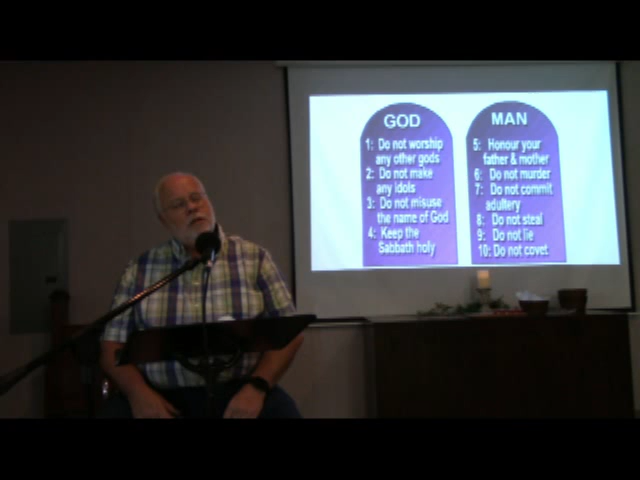 GOD
1: Do not worship
any other gods
2: Do not make
any idols
3: Do not misuse
the name of God
4: Keep the
Sabbath holy
MAN
5: Honour your
father & mother
6: Do not murder
7: Do not commit
adultery
8: Do not steal
9: Do not lie
10: Do not covet